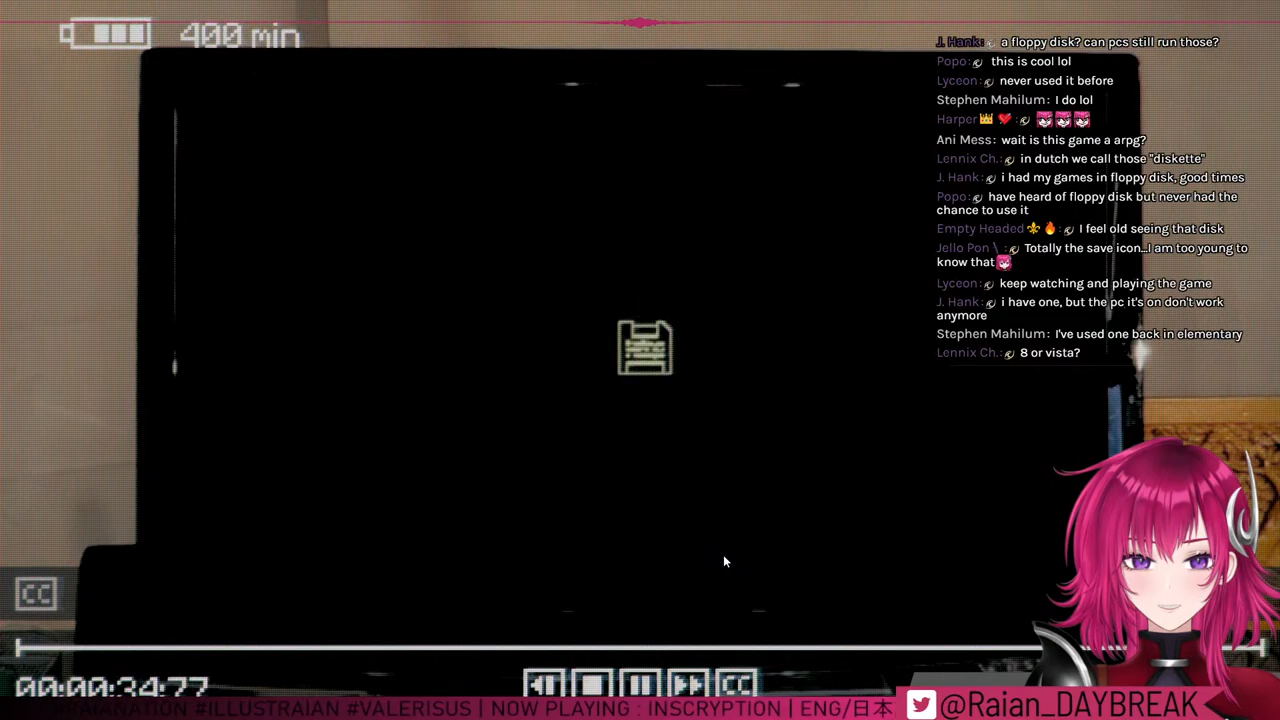 400 min
J. Hank: a floppy disk? can pcs still run those?
Popo: this is cool lol
Lyceon: never used it before
Stephen Mahilum: I do lol
Harper👑 ❤️ :
Ani Mess: wait is this game a arpg?
Lennix Ch.: in dutch we call those "diskette"
J. Hank: i had my games in floppy disk, good times
Popo: have heard of floppy disk but never had the
chance to use it
Empty Headed ⚜️ 🔥: I feel old seeing that disk
Jello Pon \ : Totally the save icon...I am too young to
know that
Lyceon: keep watching and playing the game
J. Hank: i have one, but the pc it's on don't work
anymore
Stephen Mahilum: I've used one back in elementary
Lennix Ch.: 8 or vista?
CC
00:00:34:77
CC
#RAIANATION #ILLUSTRAIAN #VALERISUS | NOW PLAYING : INSCRYPTION | ENG/日本
@Raian_DAYBREAK